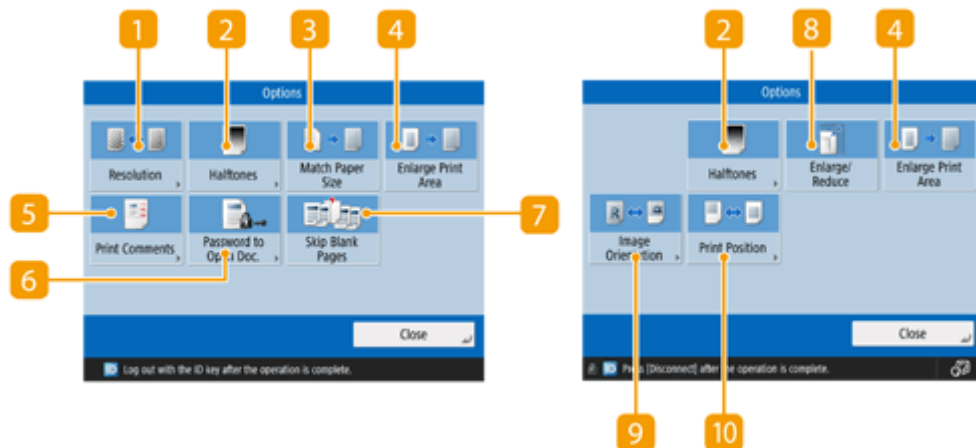 1 2 3 4
2 8 4
Options
Resolution
Halftones
Match Paper
Size
Enlarge Print
Area
5
Print Comments
Password to
Open Doc.
Skip Blank
Pages
7
6
Close
ID Log out with the ID key after the operation is complete.
Options
Halftones
Enlarge/
Reduce
Enlarge Print
Area
R
Image
Orientation
Print Position
Close
ID Press [Disconnect] after the operation is complete.
9 10